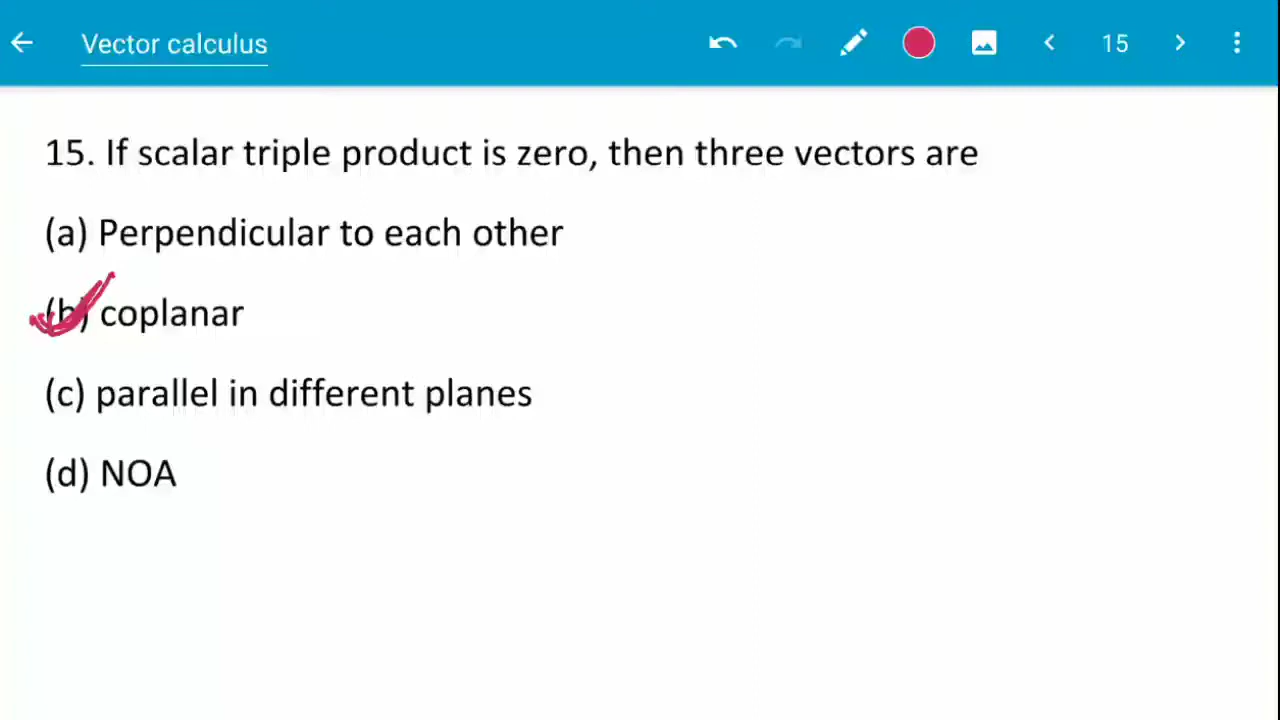 Vector calculus
15
15. If scalar triple product is zero, then three vectors are
(a) Perpendicular to each other
(b) coplanar
(c) parallel in different planes
(d) NOA